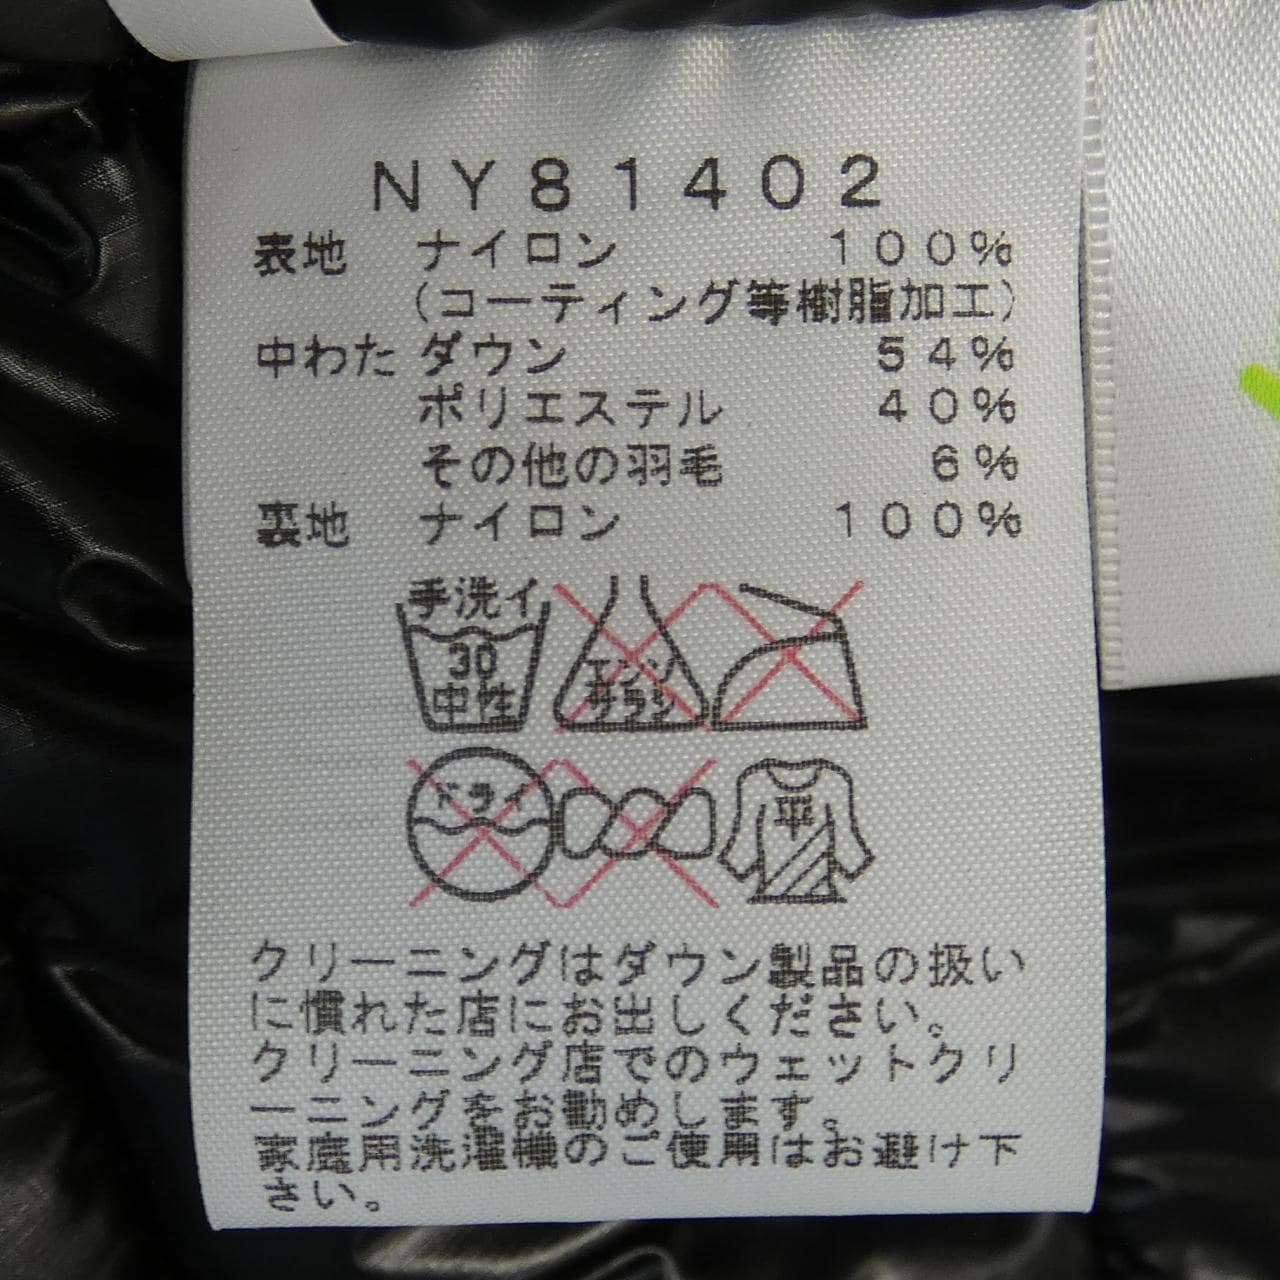 NY81402
表地 ナイロン 100%
(コーティング等樹脂加工)
中わた ダウン 54%
ポリエステル 40%
その他の羽毛 6%
裏地 ナイロン 100%
手洗イ
30
中性
エンソ
サラシ
ドライ
平
クリーニングはダウン製品の扱い
に慣れた店にお出しください。
クリーニング店でのウェットクリ
ーニングをお勧めします。
家庭用洗濯機のご使用はお避け下
さい。